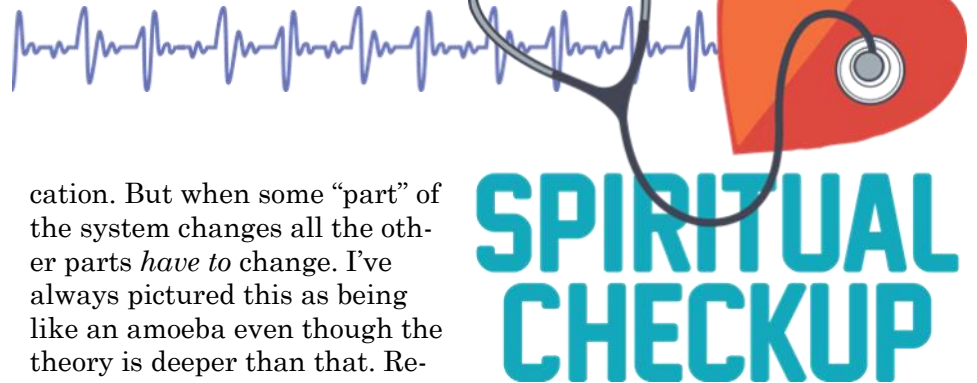 cation. But when some “part” of
the system changes all the oth-
er parts have to change. I’ve
always pictured this as being
like an amoeba even though the
theory is deeper than that. Re-
SPIRITUAL
CHECKUP